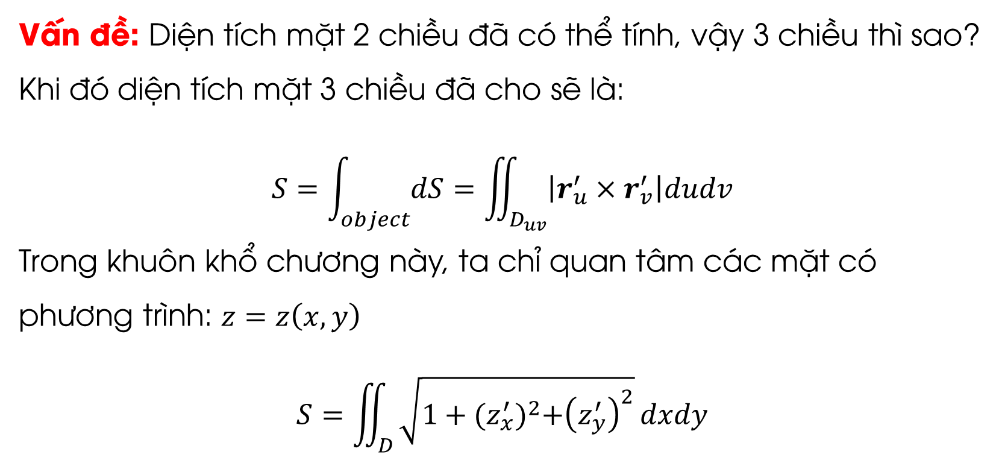 Vấn đề: Diện tích mặt 2 chiều đã có thể tính, vậy 3 chiều thì sao?
Khi đó diện tích mặt 3 chiều đã cho sẽ là:
$S = \int_{object} dS = \iint_{D_{uv}} |\boldsymbol{r}'_u \times \boldsymbol{r}'_v| dudv$
Trong khuôn khổ chương này, ta chỉ quan tâm các mặt có
phương trình: $z = z(x, y)$
$S = \iint_D \sqrt{1 + (z'_x)^2 + (z'_y)^2} \, dxdy$